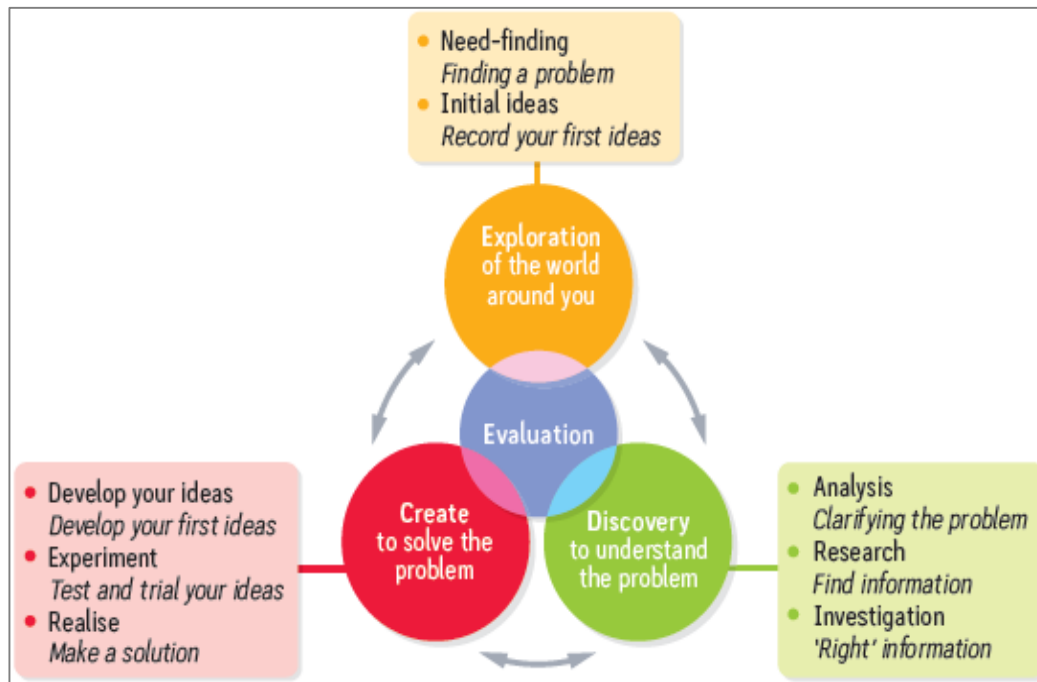 • Need-finding
Finding a problem
• Initial ideas
Record your first ideas
Exploration
of the world
around you
Evaluation
• Develop your ideas
Develop your first ideas
• Experiment
Test and trial your ideas
• Realise
Make a solution
Create
to solve the
problem
Discovery
to understand
the problem
• Analysis
Clarifying the problem
• Research
Find information
• Investigation
'Right' information